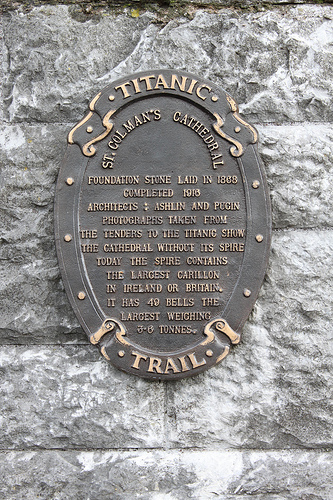 TITANIC
ST. COLMAN'S CATHEDRAL
FOUNDATION STONE LAID IN 1868
COMPLETED 1918
ARCHITECTS : ASHLIN AND PUGIN
PHOTOGRAPHS TAKEN FROM
THE TENDERS TO THE TITANIC SHOW
THE CATHEDRAL WITHOUT ITS SPIRE
TODAY THE SPIRE CONTAINS
THE LARGEST CARILLON
IN IRELAND OR BRITAIN.
IT HAS 49 BELLS THE
LARGEST WEIGHING
3·6 TONNES.
TRAIL